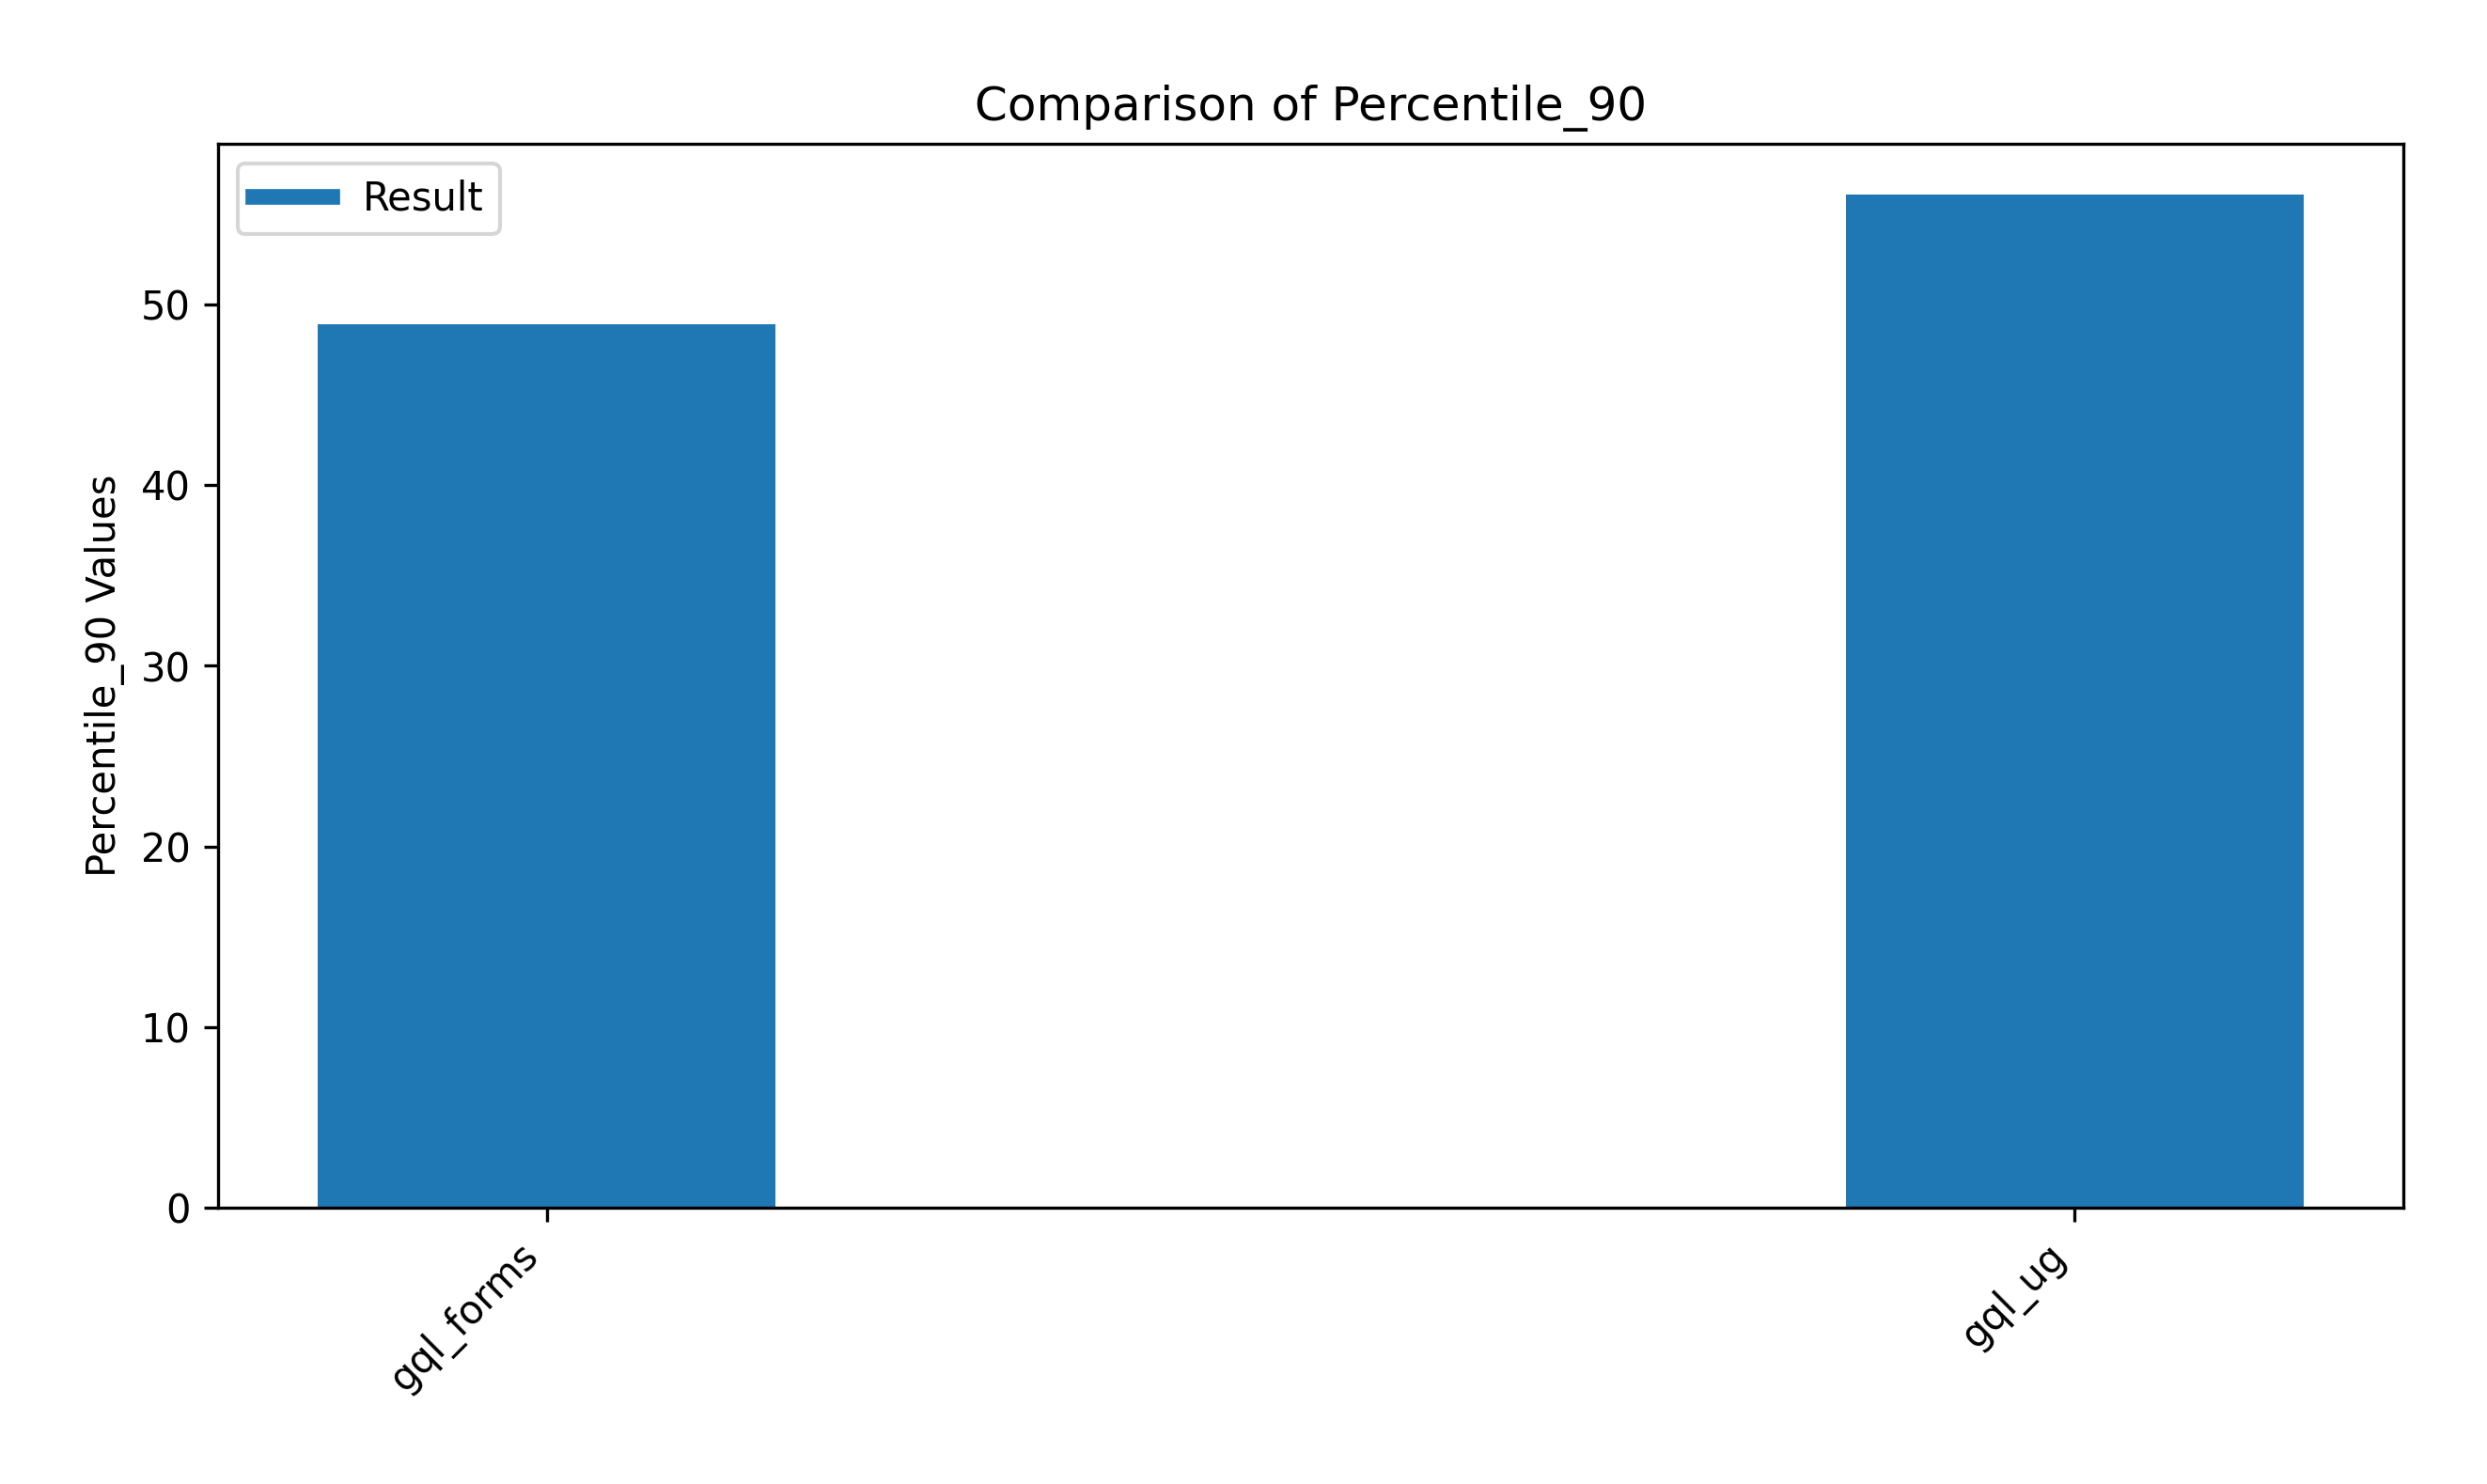 Comparison of Percentile_90
Result
Percentile_90 Values
50
40
30
20
10
0
gql_forms
gql_ug